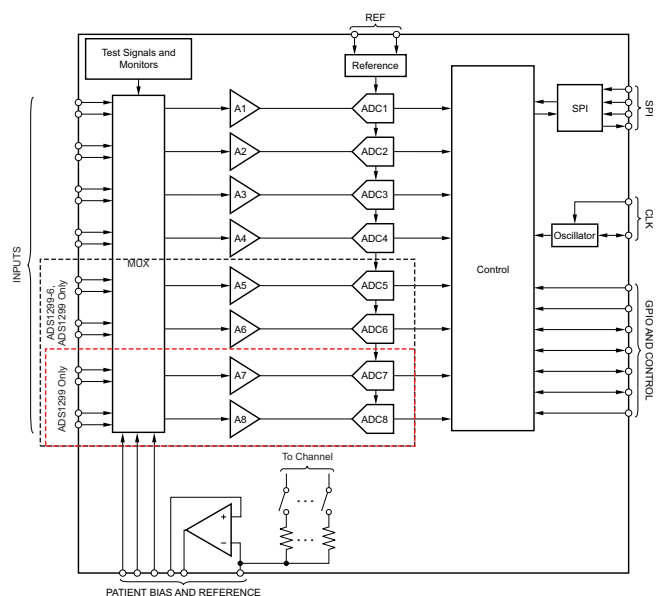 REF
Test Signals and
Monitors
Reference
A1
ADC1
A2
ADC2
A3
ADC3
A4
ADC4
MUX
A5
ADC5
A6
ADC6
A7
ADC7
A8
ADC8
Control
SPI
SPI
Oscillator
CLK
GPIO AND CONTROL
INPUTS
ADS1299-6,
ADS1299 Only
ADS1299 Only
To Channel
+
-
PATIENT BIAS AND REFERENCE